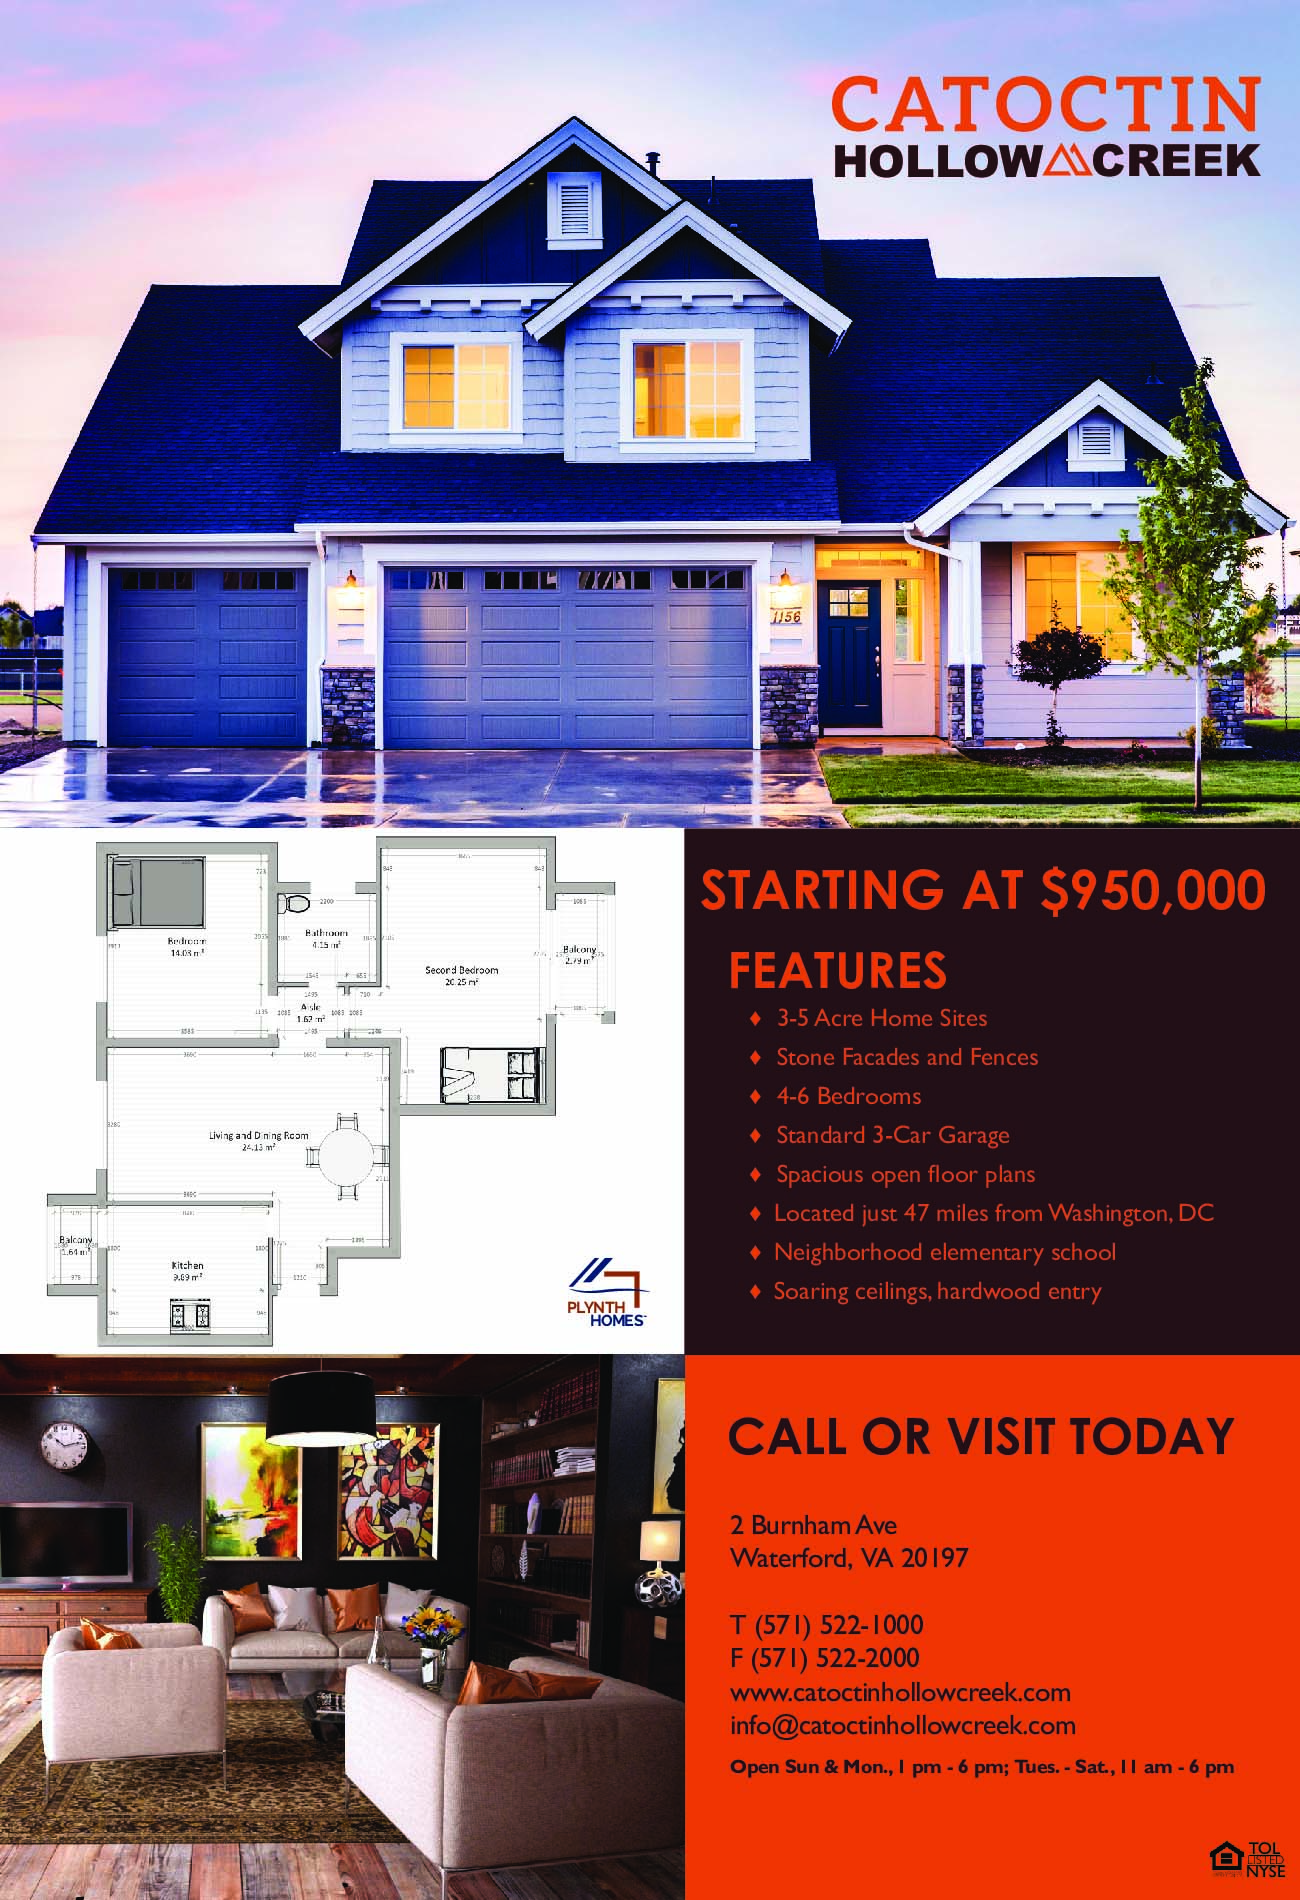 CATOCTIN
HOLLOW CREEK
1156
Bedroom
14.03 m²
Bathroom
4.15 m²
Second Bedroom
20.25 m²
Balcony
2.79 m²
Aisle
1.62 m²
Living and Dining Room
24.13 m²
Balcony
1.64 m²
Kitchen
9.89 m²
PLYNTH
HOMES
STARTING AT $950,000
FEATURES
♦ 3-5 Acre Home Sites
♦ Stone Facades and Fences
♦ 4-6 Bedrooms
♦ Standard 3-Car Garage
♦ Spacious open floor plans
♦ Located just 47 miles from Washington, DC
♦ Neighborhood elementary school
♦ Soaring ceilings, hardwood entry
CALL OR VISIT TODAY
2 Burnham Ave
Waterford, VA 20197
T (571) 522-1000
F (571) 522-2000
www.catoctinhollowcreek.com
info@catoctinhollowcreek.com
Open Sun & Mon., 1 pm - 6 pm; Tues. - Sat., 11 am - 6 pm
TOL
LISTED
NYSE